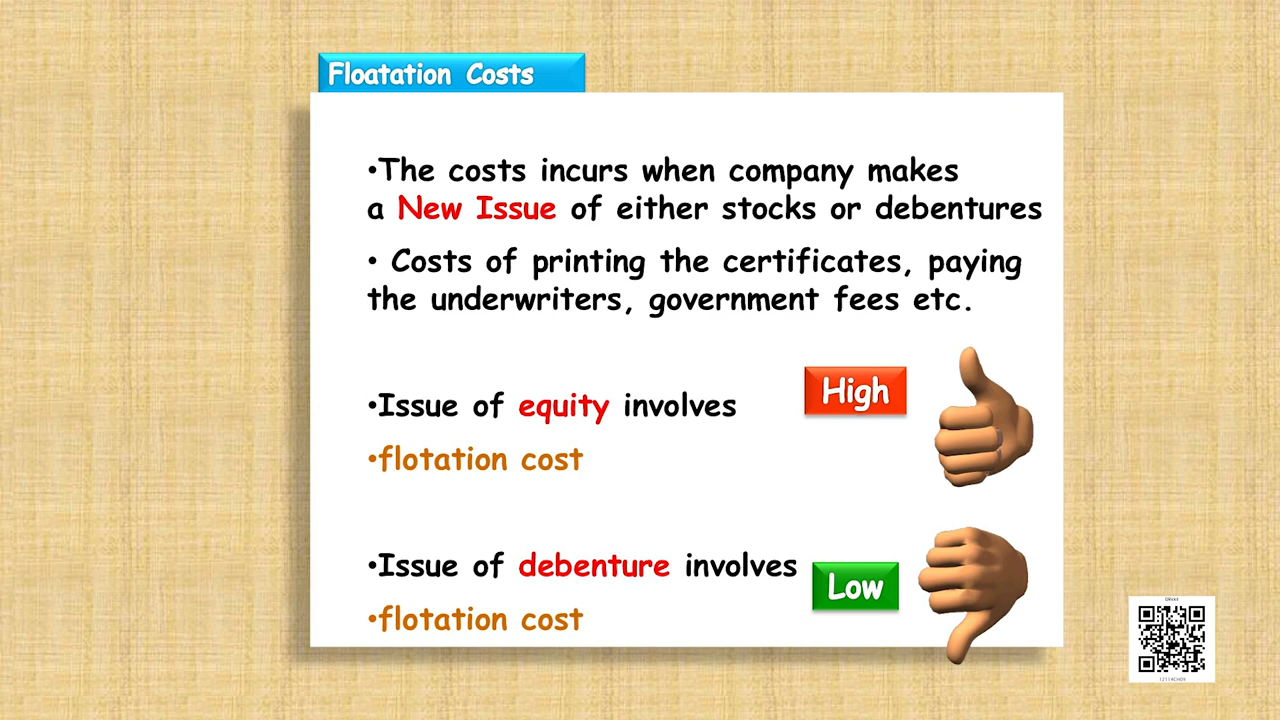 Floatation Costs
•The costs incurs when company makes
a New Issue of either stocks or debentures
• Costs of printing the certificates, paying
the underwriters, government fees etc.
•Issue of equity involves
High
•flotation cost
•Issue of debenture involves
Low
•flotation cost